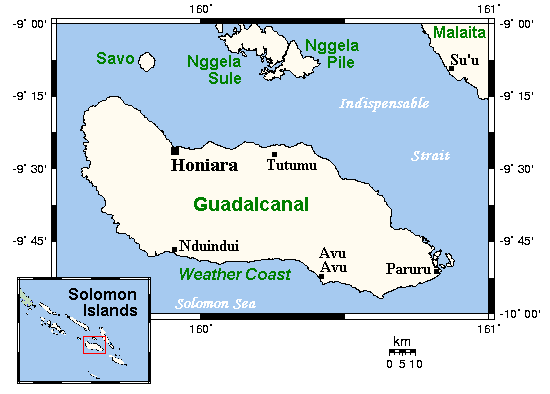 160°
-9° 00'
-9° 00'
Malaita
Nggela
Pile
Savo
Nggela
Sule
Su'u
-9° 15'
-9° 15'
Indispensable
Strait
Honiara
Tutumu
-9° 30'
-9° 30'
Guadalcanal
Nduindui
-9° 45'
-9° 45'
Avu
Avu
Paruru
Weather Coast
Solomon Sea
Solomon
Islands
-10° 00'
160°
161°
km
0 5 10